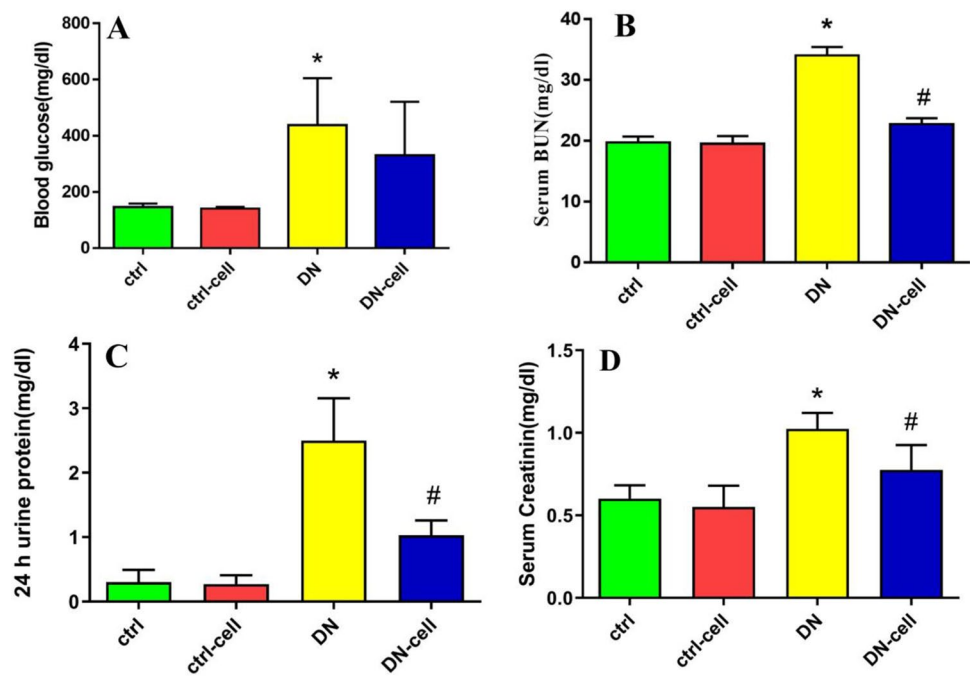 A
Blood glucose(mg/dl)
800
600
400
200
0
*
ctrl
ctrl-cell
DN
DN-cell
B
Serum BUN(mg/dl)
40
30
20
10
0
*
#
ctrl
ctrl-cell
DN
DN-cell
C
24 h urine protein(mg/dl)
4
3
2
1
0
*
#
ctrl
ctrl-cell
DN
DN-cell
D
Serum Creatinin(mg/dl)
1.5
1.0
0.5
0.0
*
#
ctrl
ctrl-cell
DN
DN-cell